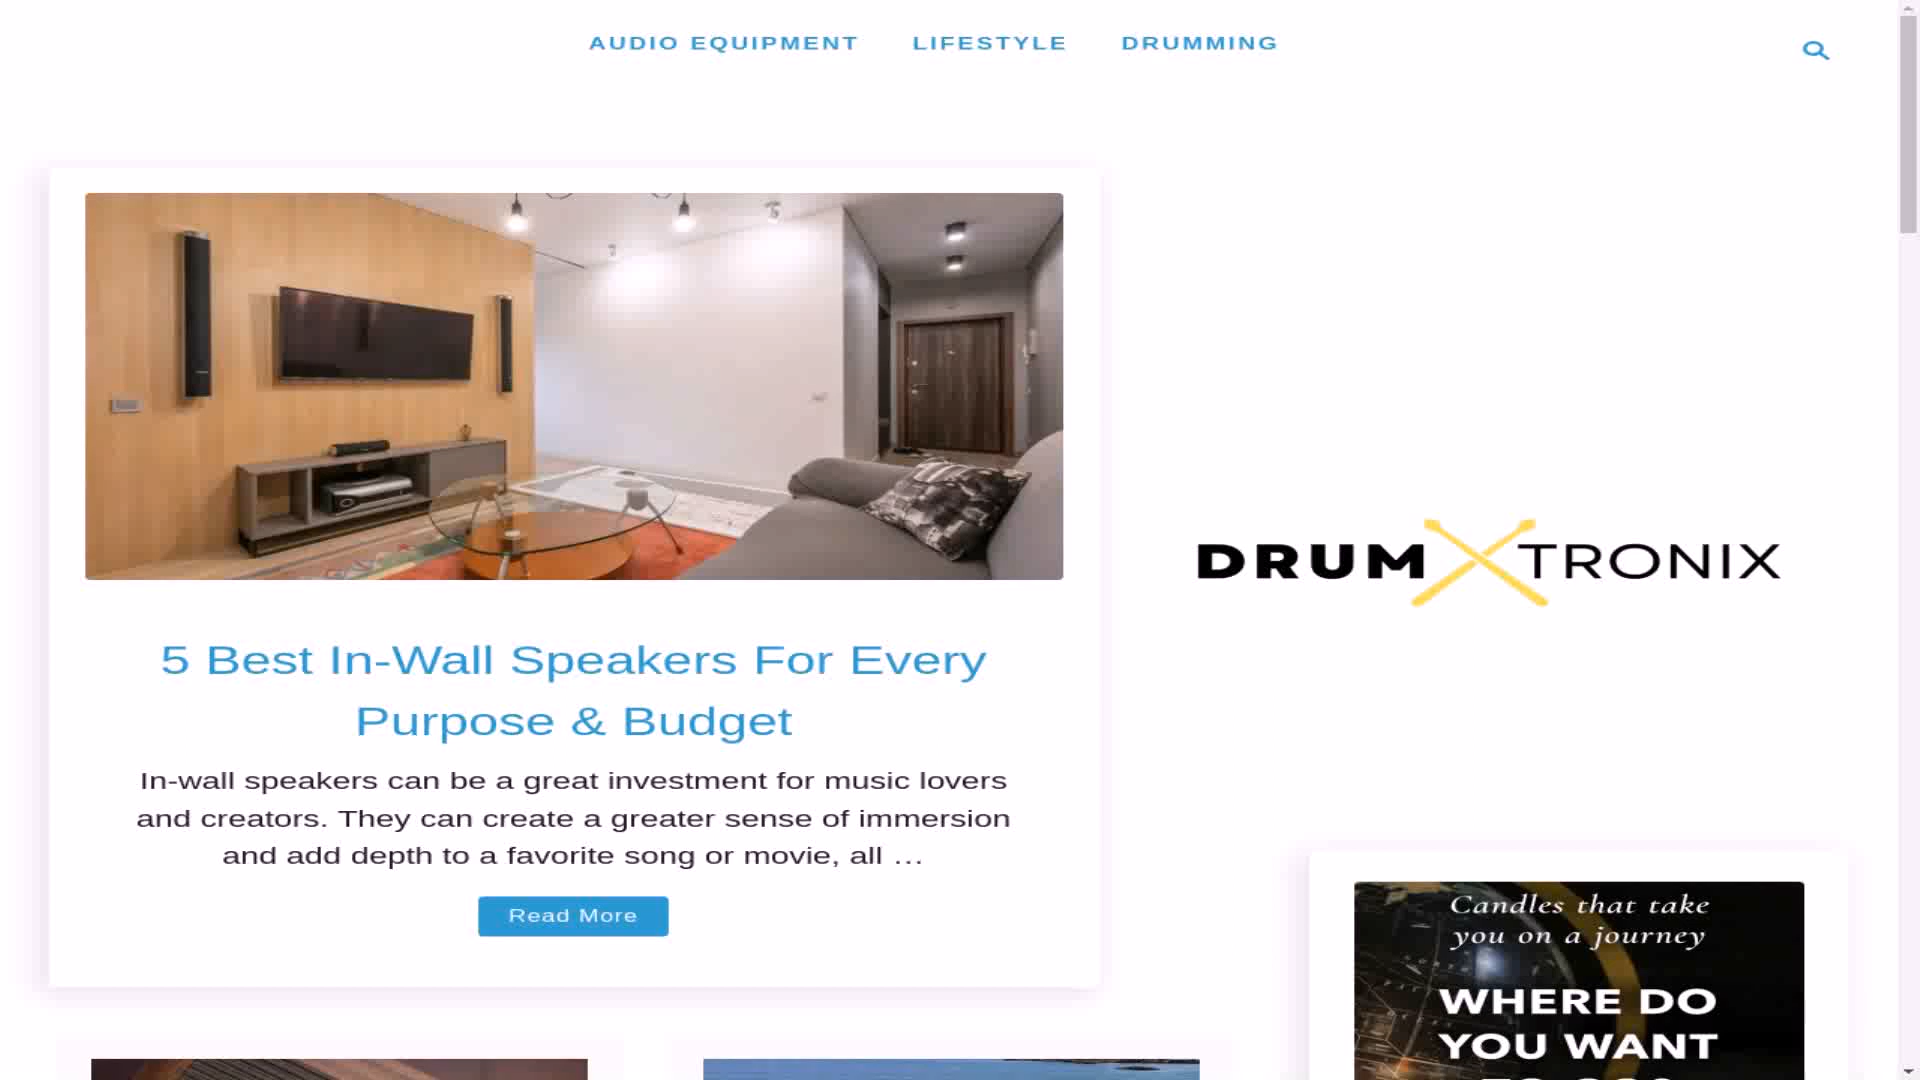 AUDIO EQUIPMENT LIFESTYLE DRUMMING
DRUM TRONIX
5 Best In-Wall Speakers For Every
Purpose & Budget
In-wall speakers can be a great investment for music lovers
and creators. They can create a greater sense of immersion
and add depth to a favorite song or movie, all …
Read More
Candles that take
you on a journey
WHERE DO
YOU WANT